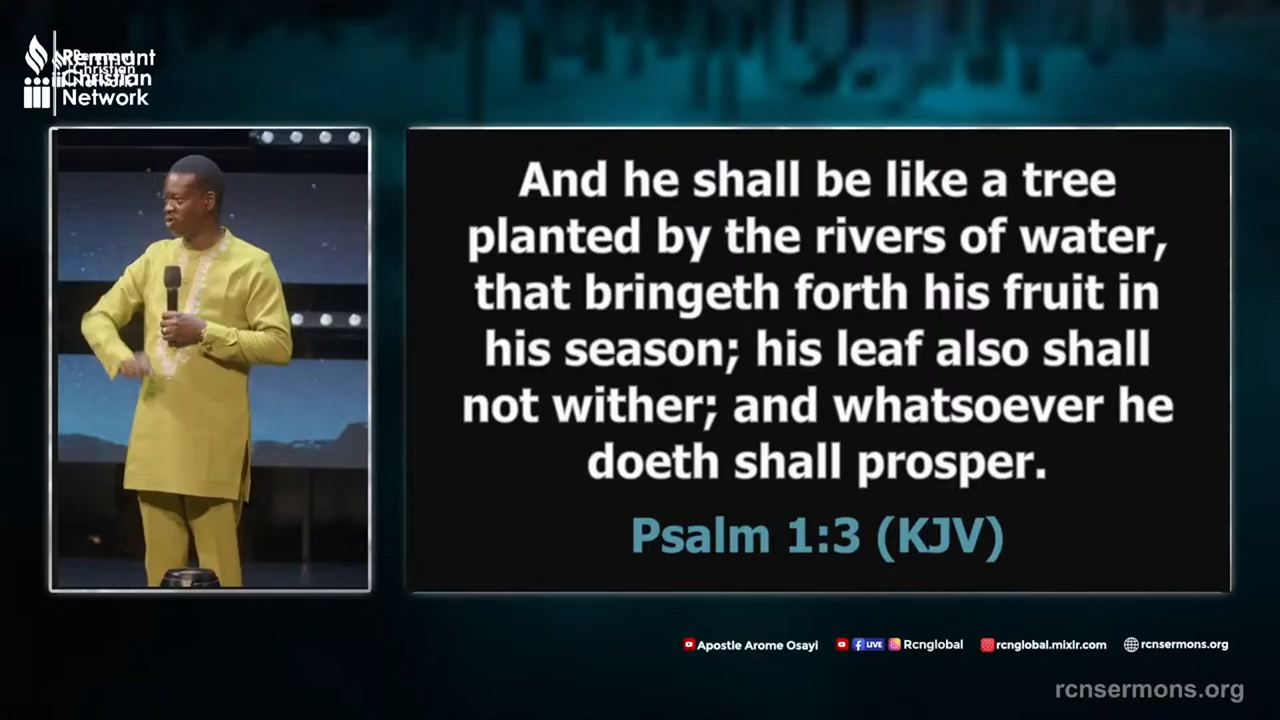 Remnant
Christian
Network
And he shall be like a tree
planted by the rivers of water,
that bringeth forth his fruit in
his season; his leaf also shall
not wither; and whatsoever he
doeth shall prosper.
Psalm 1:3 (KJV)
Apostle Arome Osayi
LIVE
Rcnglobal
rcnglobal.mixlr.com
rcnsermons.org
rcnsermons.org